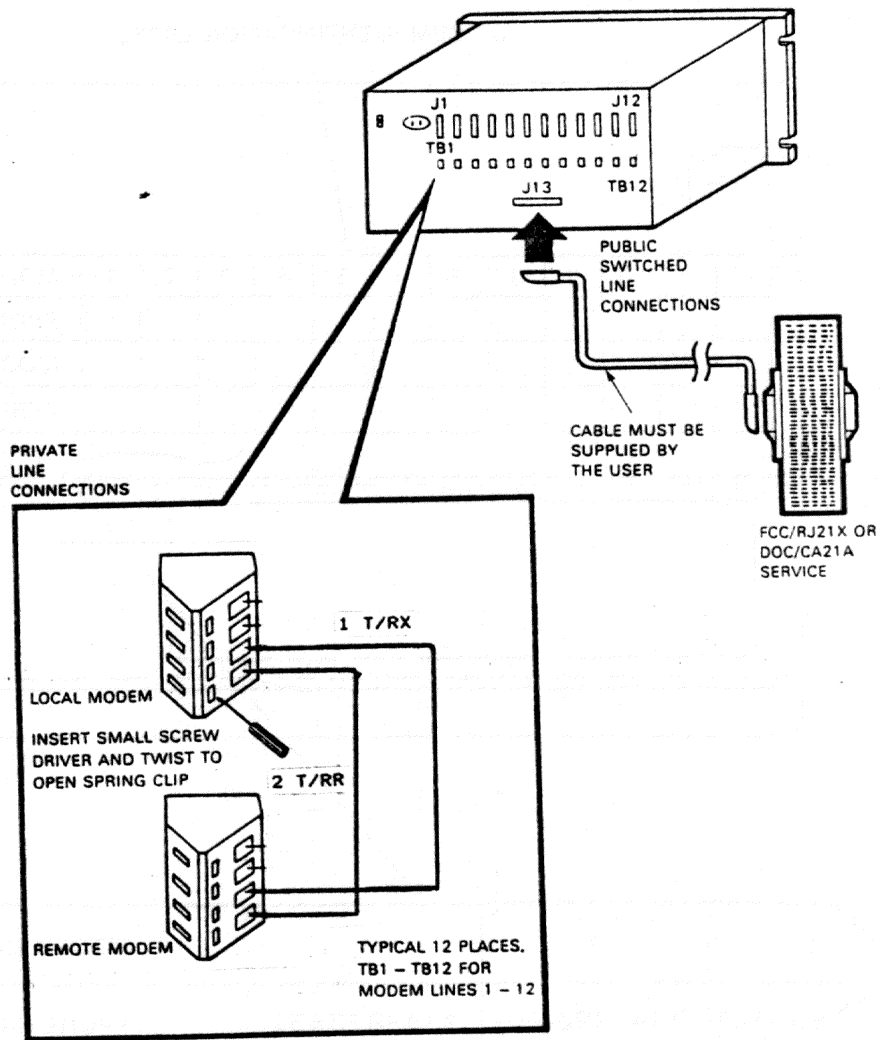 J1
J12
TB1
J13
TB12
PUBLIC
SWITCHED
LINE
CONNECTIONS
CABLE MUST BE
SUPPLIED BY
THE USER
FCC/RJ21X OR
DOC/CA21A
SERVICE
PRIVATE
LINE
CONNECTIONS
1 T/RX
LOCAL MODEM
INSERT SMALL SCREW
DRIVER AND TWIST TO
OPEN SPRING CLIP
2 T/RR
REMOTE MODEM
TYPICAL 12 PLACES.
TB1 – TB12 FOR
MODEM LINES 1 – 12